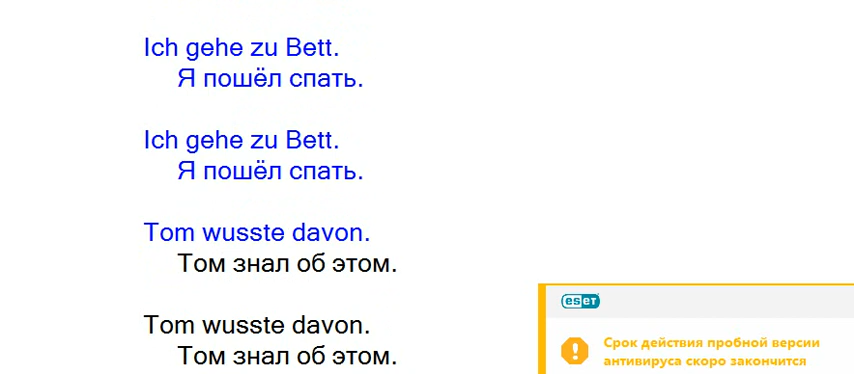 Ich gehe zu Bett.
Я пошёл спать.
Ich gehe zu Bett.
Я пошёл спать.
Tom wusste davon.
Том знал об этом.
Tom wusste davon.
Том знал об этом.
eset
Срок действия пробной версии
антивируса скоро закончится